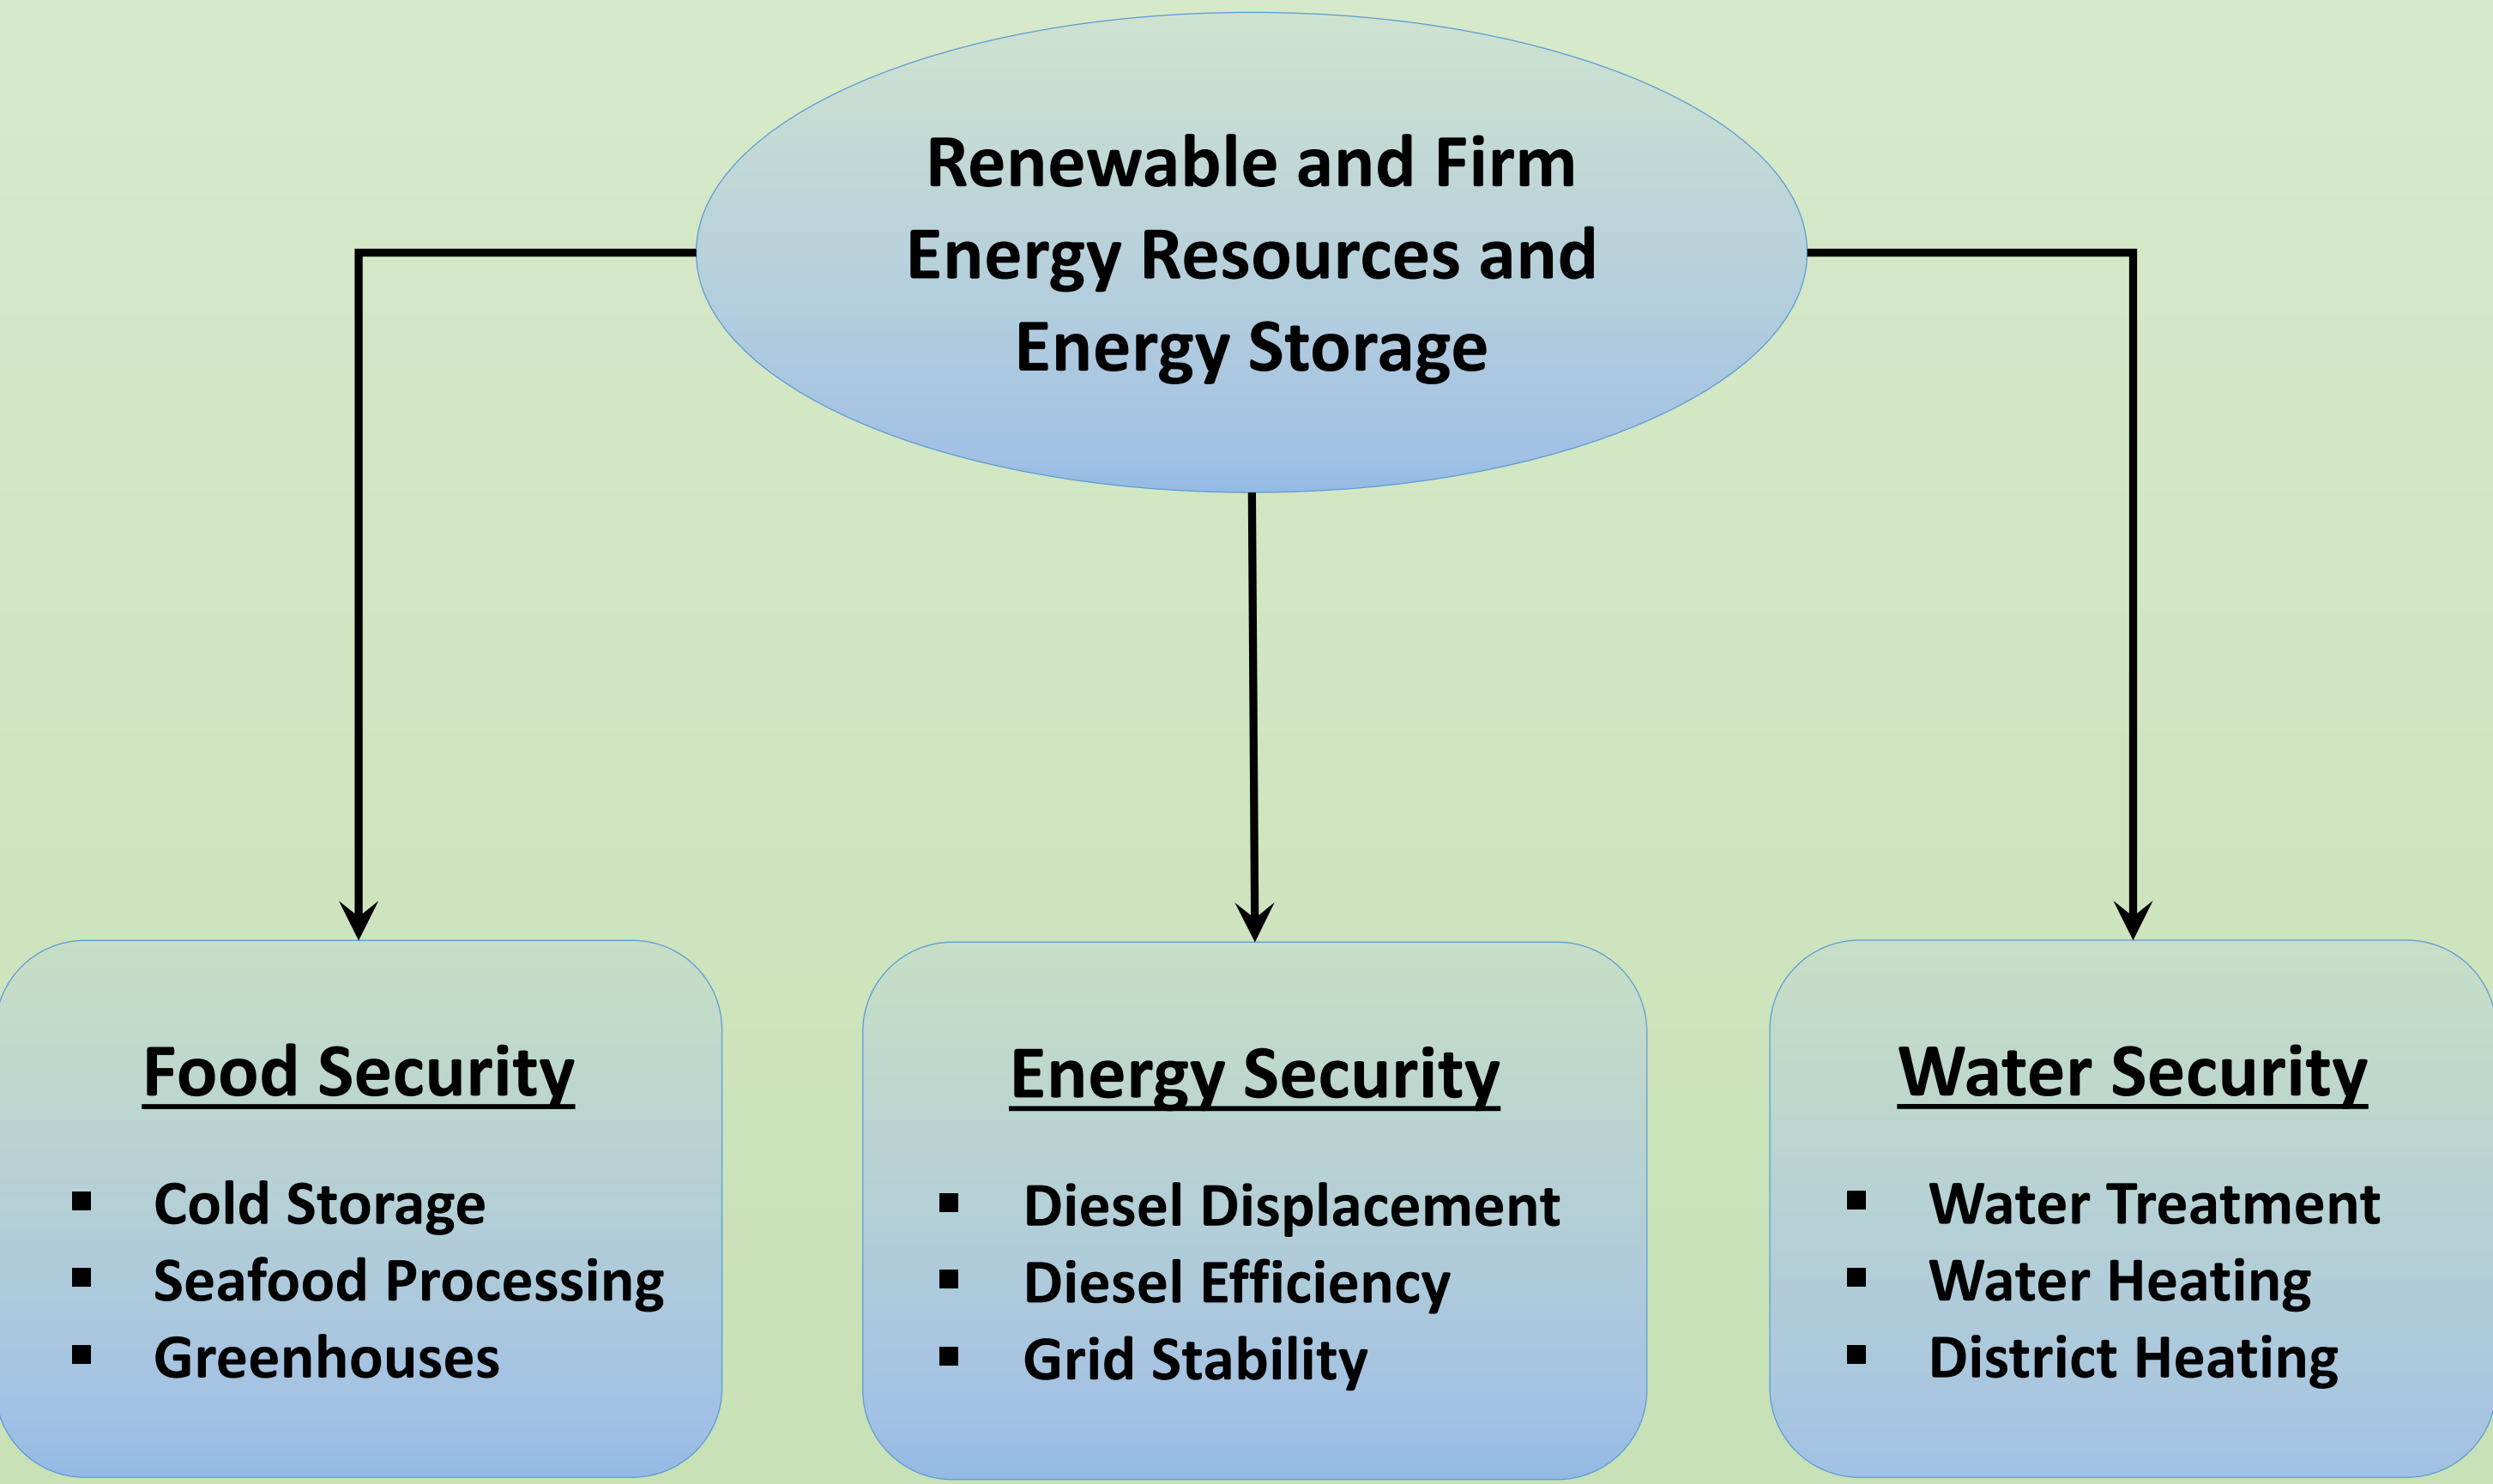 Renewable and Firm
Energy Resources and
Energy Storage
Food Security
▪ Cold Storage
▪ Seafood Processing
▪ Greenhouses
Energy Security
▪ Diesel Displacement
▪ Diesel Efficiency
▪ Grid Stability
Water Security
▪ Water Treatment
▪ Water Heating
▪ District Heating